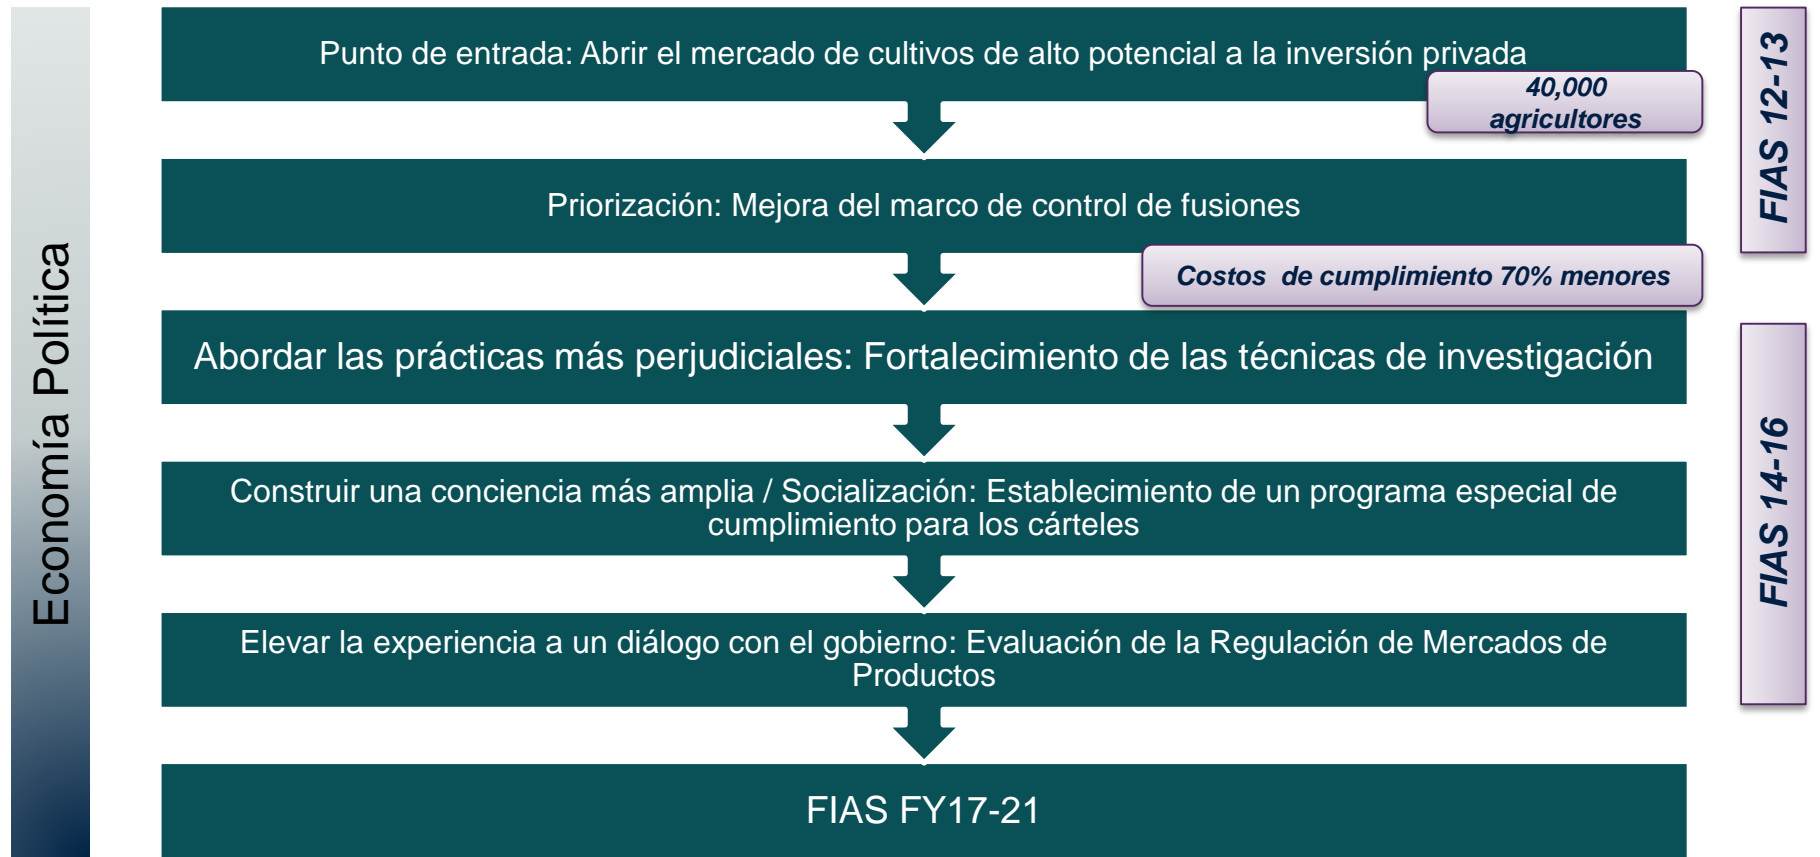 Economía Política
Punto de entrada: Abrir el mercado de cultivos de alto potencial a la inversión privada
40,000
agricultores
FIAS 12-13
Priorización: Mejora del marco de control de fusiones
Costos de cumplimiento 70% menores
Abordar las prácticas más perjudiciales: Fortalecimiento de las técnicas de investigación
FIAS 14-16
Construir una conciencia más amplia / Socialización: Establecimiento de un programa especial de
cumplimiento para los cárteles
Elevar la experiencia a un diálogo con el gobierno: Evaluación de la Regulación de Mercados de
Productos
FIAS FY17-21